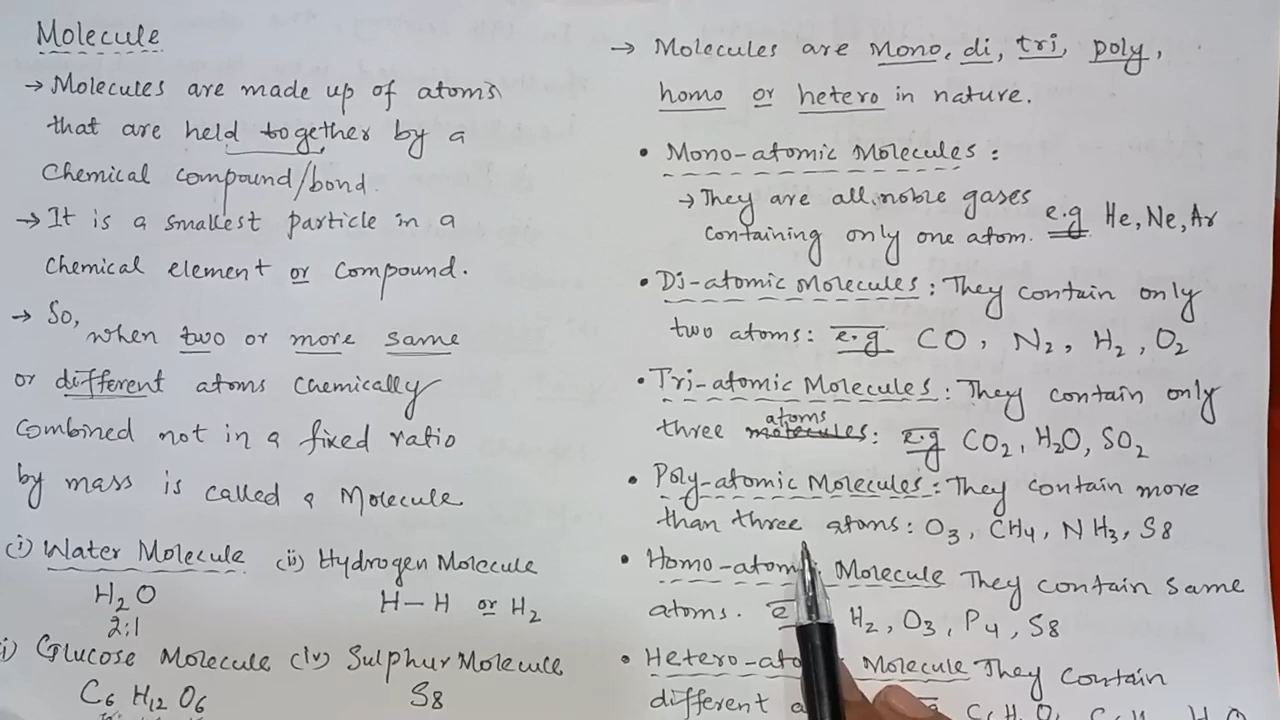 Molecule
→ Molecules are made up of atoms
that are held together by a
Chemical compound/bond.
→ It is a smallest particle in a
Chemical element or Compound.
→ So, when two or more same
or different atoms Chemically
Combined not in a fixed ratio
by mass is called a Molecule
(i) Water Molecule (ii) Hydrogen Molecule
H2O H-H or H2
2:1
i) Glucose Molecule (iv) Sulphur Molecule
C6 H12 O6 S8
→ Molecules are Mono, di, tri, poly,
homo or hetero in nature.
• Mono-atomic Molecules:
→ They are all noble gases
Containing only one atom. e.g He, Ne, Ar
• Di-atomic Molecules: They contain only
two atoms: e.g CO, N2, H2, O2
• Tri-atomic Molecules: They contain only
three molecules atoms: e.g CO2, H2O, SO2
• Poly-atomic Molecules: They contain more
than three atoms: O3, CH4, NH3, S8
• Homo-atom Molecule They contain same
atoms. H2, O3, P4, S8
• Hetero-ato Molecule They Contain
different